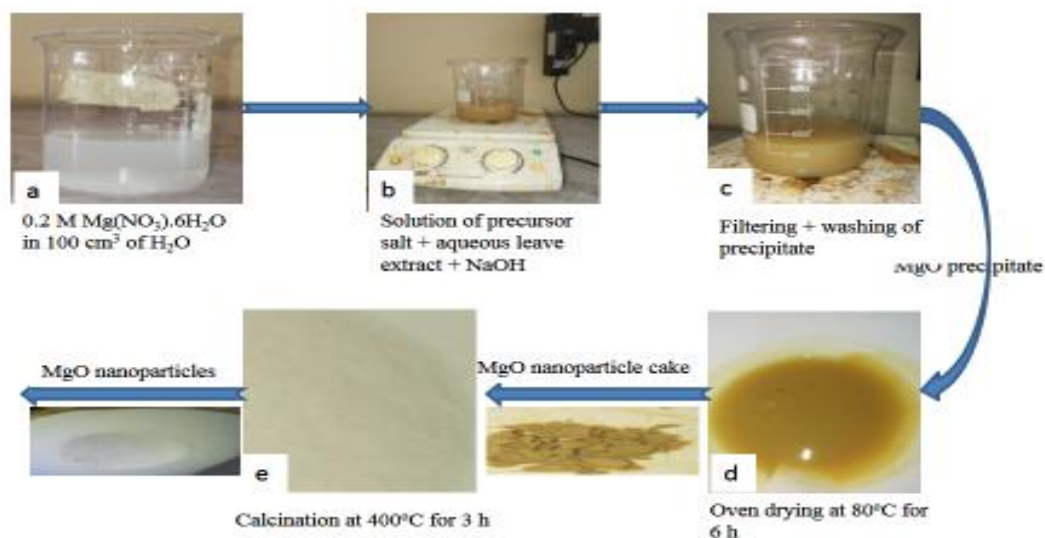 a
0.2 M Mg(NO₃).6H₂O
in 100 cm³ of H₂O
b
Solution of precursor
salt + aqueous leave
extract + NaOH
c
Filtering + washing of
precipitate
MgO precipitate
d
Oven drying at 80°C for
6 h
MgO nanoparticle cake
e
Calcination at 400°C for 3 h
MgO nanoparticles